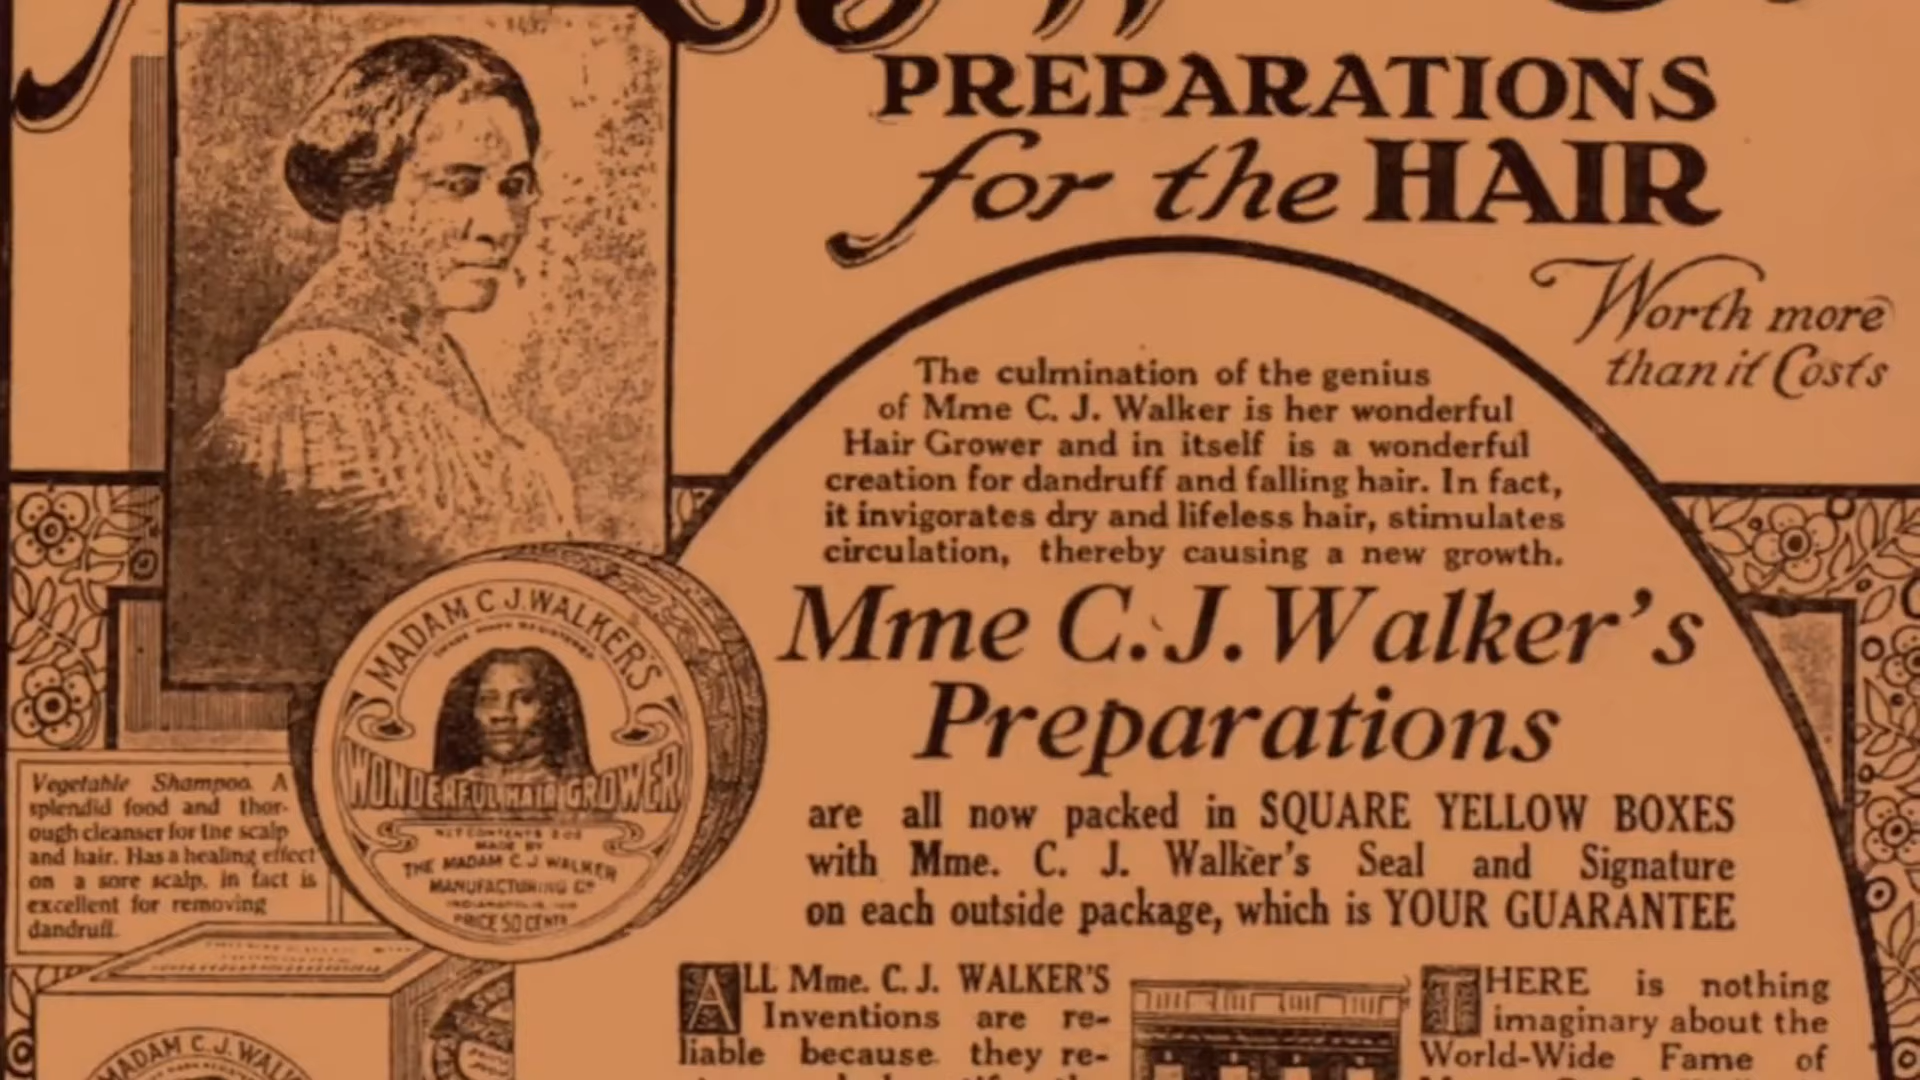 PREPARATIONS
for the HAIR
Worth more
than it Costs
The culmination of the genius
of Mme C. J. Walker is her wonderful
Hair Grower and in itself is a wonderful
creation for dandruff and falling hair. In fact,
it invigorates dry and lifeless hair, stimulates
circulation, thereby causing a new growth.
Mme C. J. Walker's
Preparations
are all now packed in SQUARE YELLOW BOXES
with Mme. C. J. Walker's Seal and Signature
on each outside package, which is YOUR GUARANTEE
MADAM C.J. WALKERS
WONDERFUL HAIR GROWER
NET CONTENTS 2 OZ
MADE BY
THE MADAM C.J. WALKER
MANUFACTURING CO
PRICE 50 CENTS
Vegetable Shampoo. A
splendid food and thor-
ough cleanser for the scalp
and hair. Has a healing effect
on a sore scalp, in fact is
excellent for removing
dandruff.
MADAM C.J. WAL
ALL Mme. C. J. WALKER'S
Inventions are re-
liable because they re-
THERE is nothing
imaginary about the
World-Wide Fame of